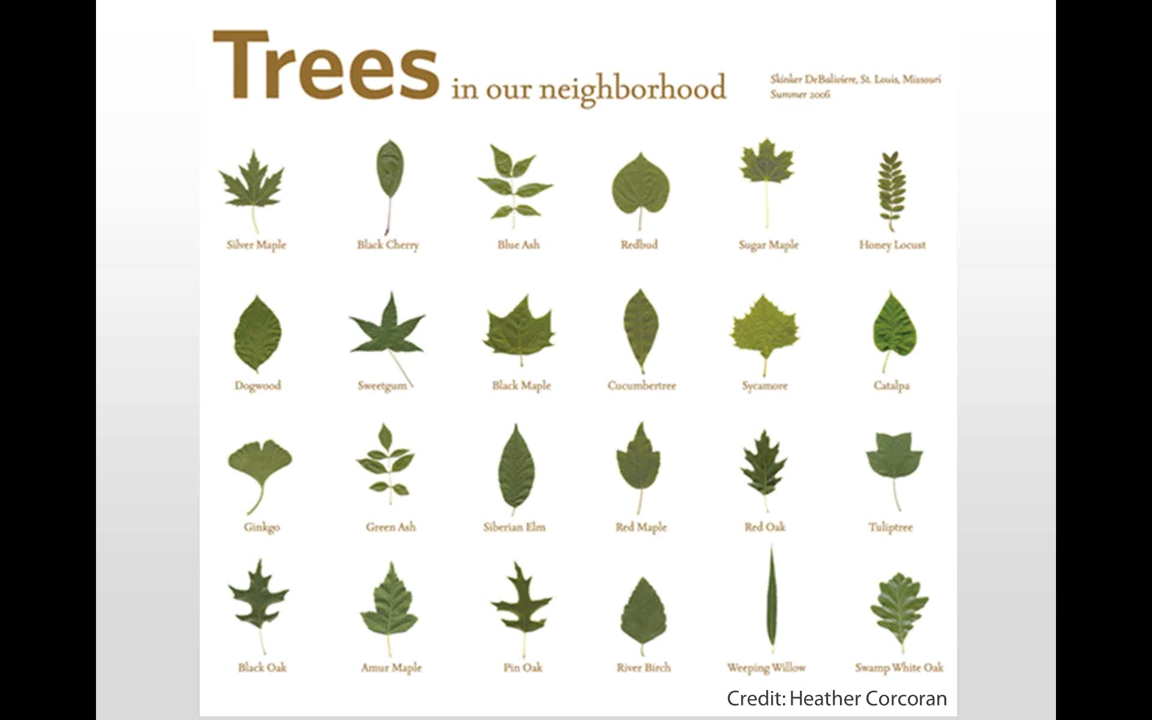 Trees in our neighborhood
Skinker DeBaliviere, St. Louis, Missouri
Summer 2006
Silver Maple
Black Cherry
Blue Ash
Redbud
Sugar Maple
Honey Locust
Dogwood
Sweetgum
Black Maple
Cucumbertree
Sycamore
Catalpa
Ginkgo
Green Ash
Siberian Elm
Red Maple
Red Oak
Tuliptree
Black Oak
Amur Maple
Pin Oak
River Birch
Weeping Willow
Swamp White Oak
Credit: Heather Corcoran